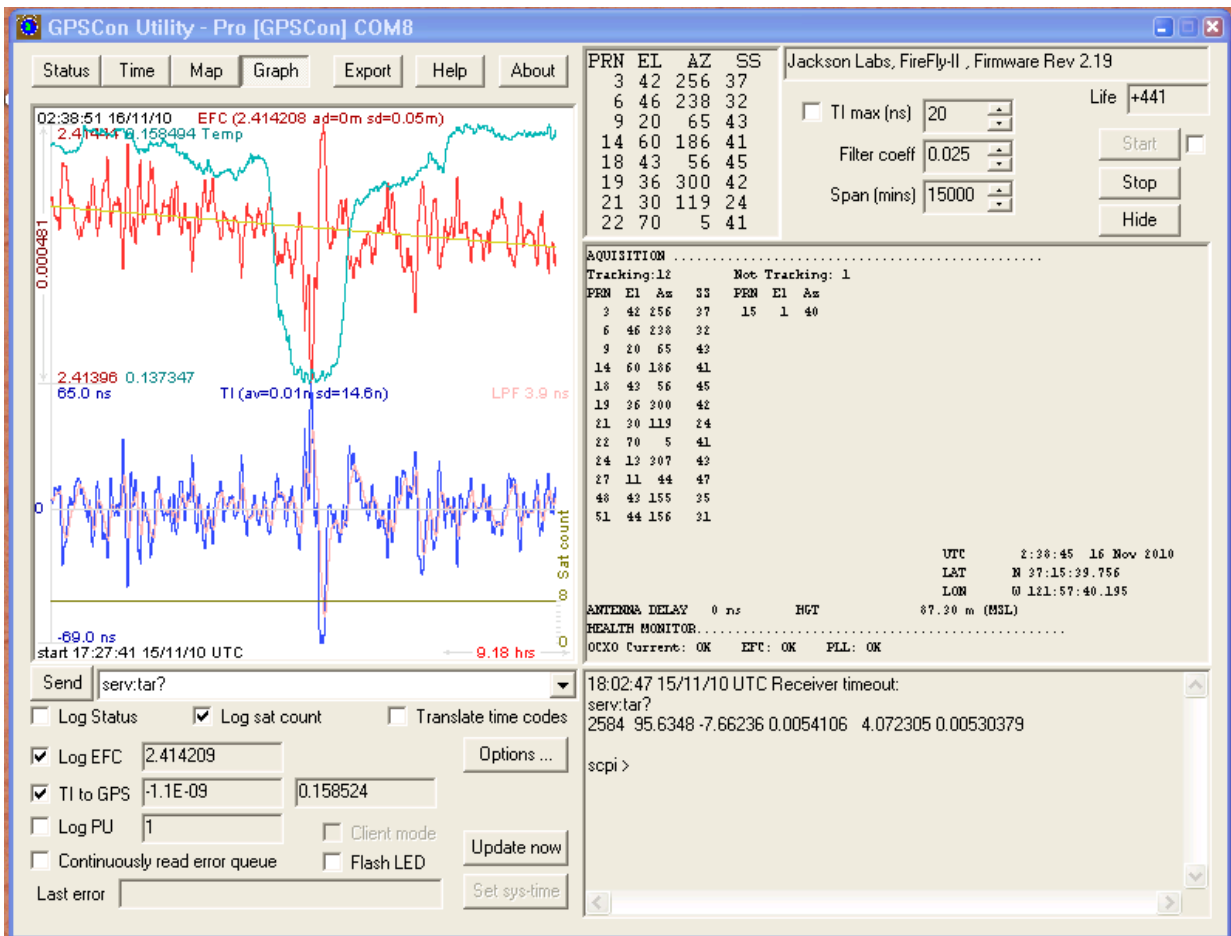 GPSCon Utility - Pro [GPSCon] COM8
Status Time Map Graph Export Help About
02:38:51 16/11/10 EFC (2.414208 ad=0m sd=0.05m)
2.41444 0.158494 Temp
0.000481
2.41396 0.137347
65.0 ns TI (av=0.01n sd=14.6n) LPF 3.9 ns
0
Sat count
8
0
-69.0 ns
start 17:27:41 15/11/10 UTC 9.18 hrs
PRN EL AZ SS
3 42 256 37
6 46 238 32
9 20 65 43
14 60 186 41
18 43 56 45
19 36 300 42
21 30 119 24
22 70 5 41
Jackson Labs, FireFly-II , Firmware Rev 2.19
Life +441
TI max (ns) 20
Filter coeff 0.025
Span (mins) 15000
Start
Stop
Hide
AQUISITION ................................................
Tracking:12 Not Tracking: 1
PRN El Az SS PRN El Az
3 42 256 37 15 1 40
6 46 238 32
9 20 65 43
14 60 186 41
18 43 56 45
19 36 300 42
21 30 119 24
22 70 5 41
24 13 307 43
27 11 44 47
48 43 155 35
51 44 156 31
UTC 2:38:45 16 Nov 2010
LAT N 37:15:39.756
LON W 121:57:40.195
ANTENNA DELAY 0 ns HGT 87.30 m (MSL)
HEALTH MONITOR................................................
OCXO Current: OK EFC: OK PLL: OK
Send serv:tar?
Log Status Log sat count Translate time codes
Log EFC 2.414209 Options ...
TI to GPS -1.1E-09 0.158524
Log PU 1 Client mode
Continuously read error queue Flash LED Update now
Last error Set sys-time
18:02:47 15/11/10 UTC Receiver timeout:
serv:tar?
2584 95.6348 -7.66236 0.0054106 4.072305 0.00530379
scpi >